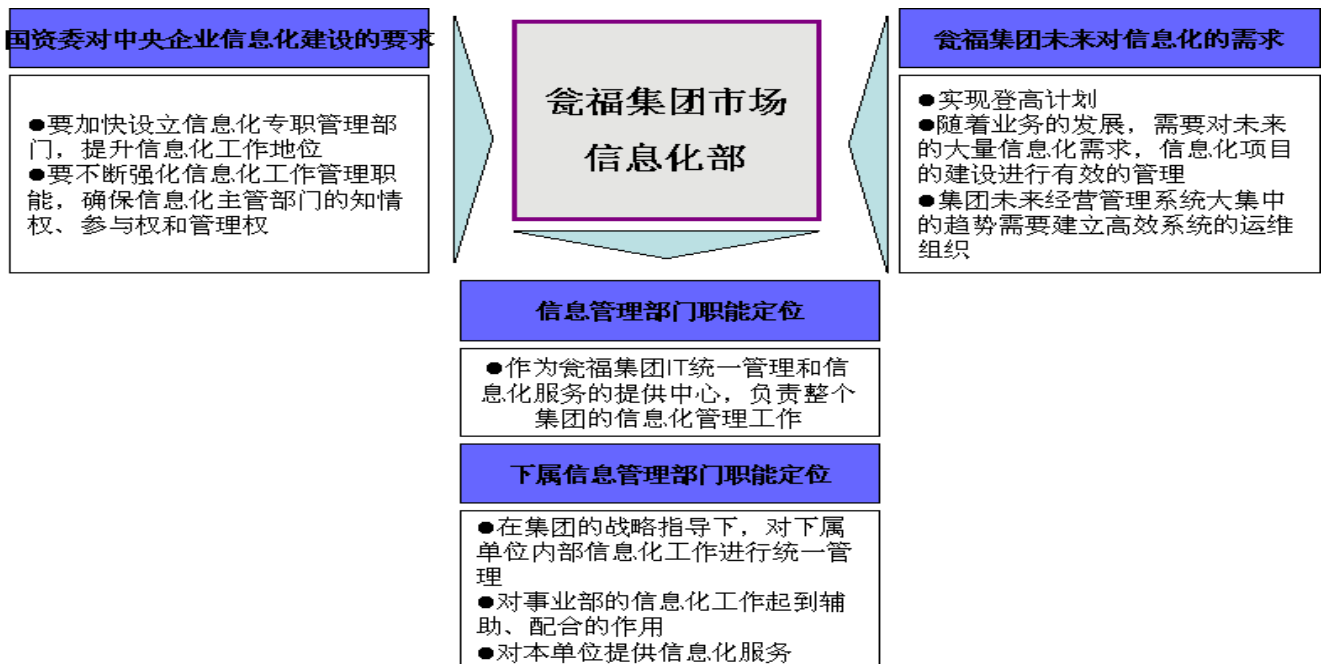 国资委对中央企业信息化建设的要求
●要加快设立信息化专职管理部
门，提升信息化工作地位
●要不断强化信息化工作管理职
能，确保信息化主管部门的知情
权、参与权和管理权
瓮福集团市场
信息化部
瓮福集团未来对信息化的需求
●实现登高计划
●随着业务的发展，需要对未来
的大量信息化需求，信息化项目
的建设进行有效的管理
●集团未来经营管理系统大集中
的趋势需要建立高效系统的运维
组织
信息管理部门职能定位
●作为瓮福集团IT统一管理和信
息化服务的提供中心，负责整个
集团的信息化管理工作
下属信息管理部门职能定位
●在集团的战略指导下，对下属
单位内部信息化工作进行统一管
理
●对事业部的信息化工作起到辅
助、配合的作用
●对本单位提供信息化服务